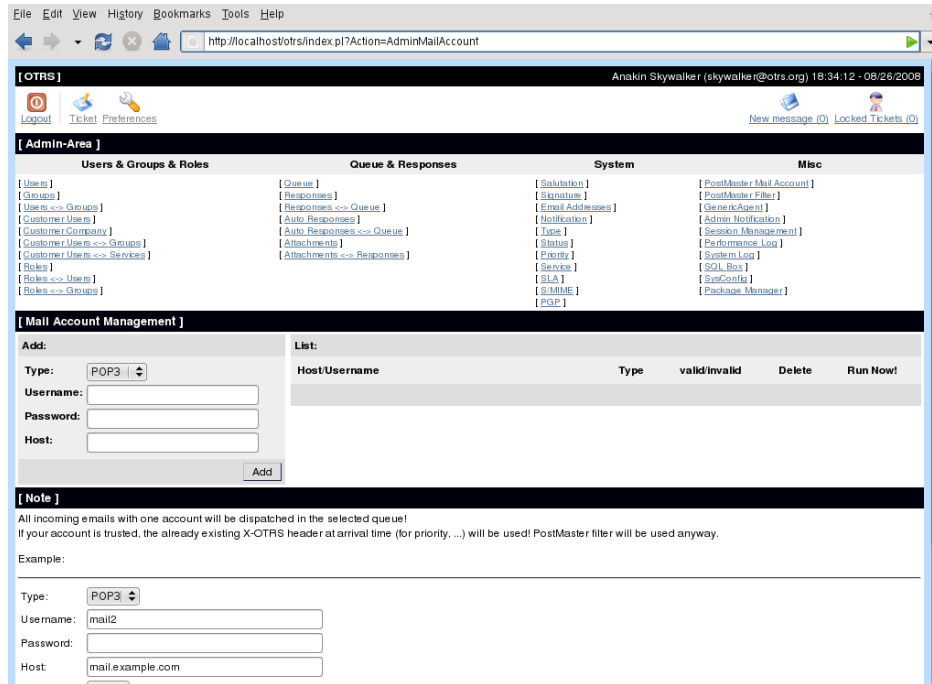 File Edit View History Bookmarks Tools Help
http://localhost/otrs/index.pl?Action=AdminMailAccount
[ OTRS ] Anakin Skywalker (skywalker@otrs.org) 18:34:12 - 08/26/2008
Logout Ticket Preferences New message (0) Locked Tickets (0)
[ Admin-Area ]
Users & Groups & Roles Queue & Responses System Misc
[ Users ] [ Queue ] [ Salutation ] [ PostMaster Mail Account ]
[ Groups ] [ Responses ] [ Signature ] [ PostMaster Filter ]
[ Users <-> Groups ] [ Responses <-> Queue ] [ Email Addresses ] [ GenericAgent ]
[ Customer Users ] [ Auto Responses ] [ Notification ] [ Admin Notification ]
[ Customer Company ] [ Auto Responses <-> Queue ] [ Type ] [ Session Management ]
[ Customer Users <-> Groups ] [ Attachments ] [ Status ] [ Performance Log ]
[ Customer Users <-> Services ] [ Attachments <-> Responses ] [ Priority ] [ System Log ]
[ Roles ] [ Service ] [ SQL Box ]
[ Roles <-> Users ] [ SLA ] [ SysConfig ]
[ Roles <-> Groups ] [ S/MIME ] [ Package Manager ]
[ PGP ]
[ Mail Account Management ]
Add: List:
Type: POP3 Host/Username Type valid/invalid Delete Run Now!
Username:
Password:
Host:
Add
[ Note ]
All incoming emails with one account will be dispatched in the selected queue!
If your account is trusted, the already existing X-OTRS header at arrival time (for priority, ...) will be used! PostMaster filter will be used anyway.
Example:
Type: POP3
Username: mail2
Password:
Host: mail.example.com